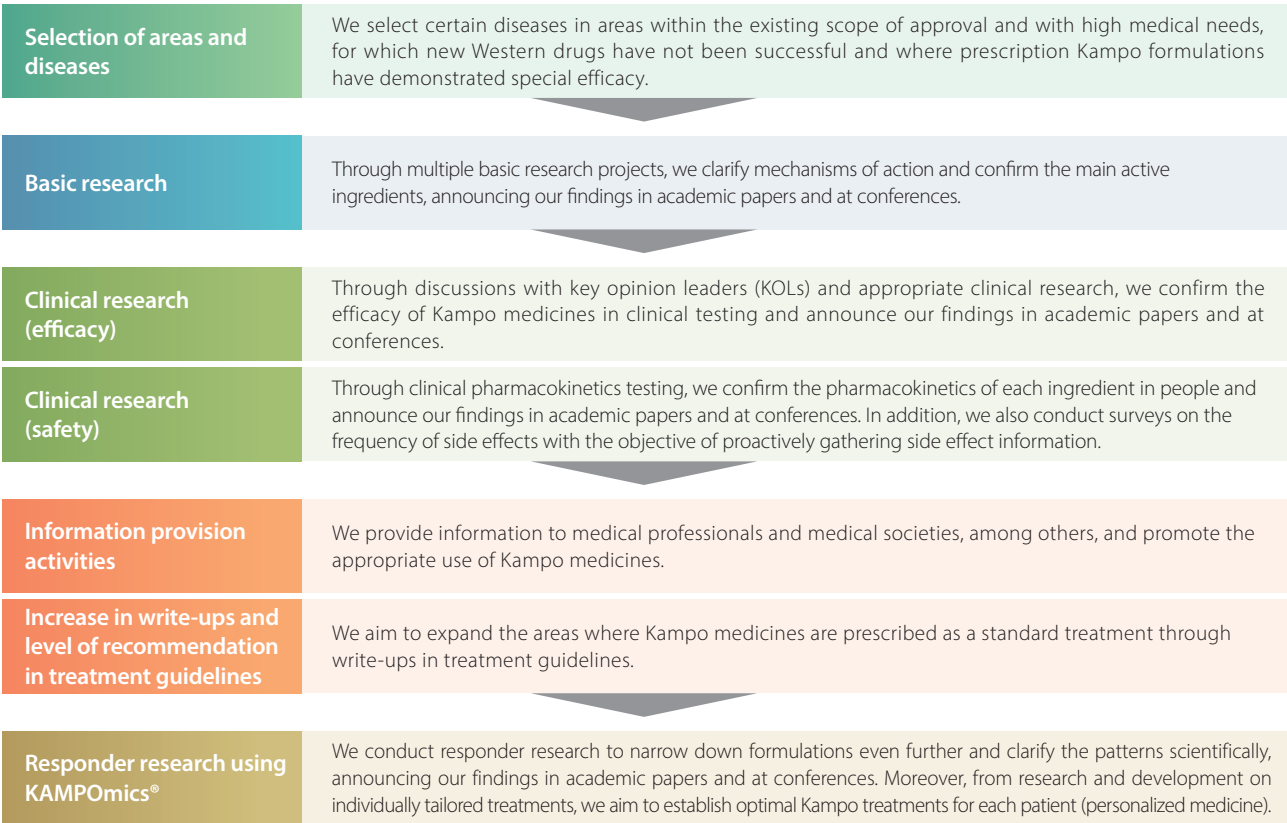 Selection of areas and
diseases
We select certain diseases in areas within the existing scope of approval and with high medical needs,
for which new Western drugs have not been successful and where prescription Kampo formulations
have demonstrated special efficacy.
Basic research
Through multiple basic research projects, we clarify mechanisms of action and confirm the main active
ingredients, announcing our findings in academic papers and at conferences.
Clinical research
(efficacy)
Through discussions with key opinion leaders (KOLs) and appropriate clinical research, we confirm the
efficacy of Kampo medicines in clinical testing and announce our findings in academic papers and at
conferences.
Clinical research
(safety)
Through clinical pharmacokinetics testing, we confirm the pharmacokinetics of each ingredient in people and
announce our findings in academic papers and at conferences. In addition, we also conduct surveys on the
frequency of side effects with the objective of proactively gathering side effect information.
Information provision
activities
We provide information to medical professionals and medical societies, among others, and promote the
appropriate use of Kampo medicines.
Increase in write-ups and
level of recommendation
in treatment guidelines
We aim to expand the areas where Kampo medicines are prescribed as a standard treatment through
write-ups in treatment guidelines.
Responder research using
KAMPOmics®
We conduct responder research to narrow down formulations even further and clarify the patterns scientifically,
announcing our findings in academic papers and at conferences. Moreover, from research and development on
individually tailored treatments, we aim to establish optimal Kampo treatments for each patient (personalized medicine).